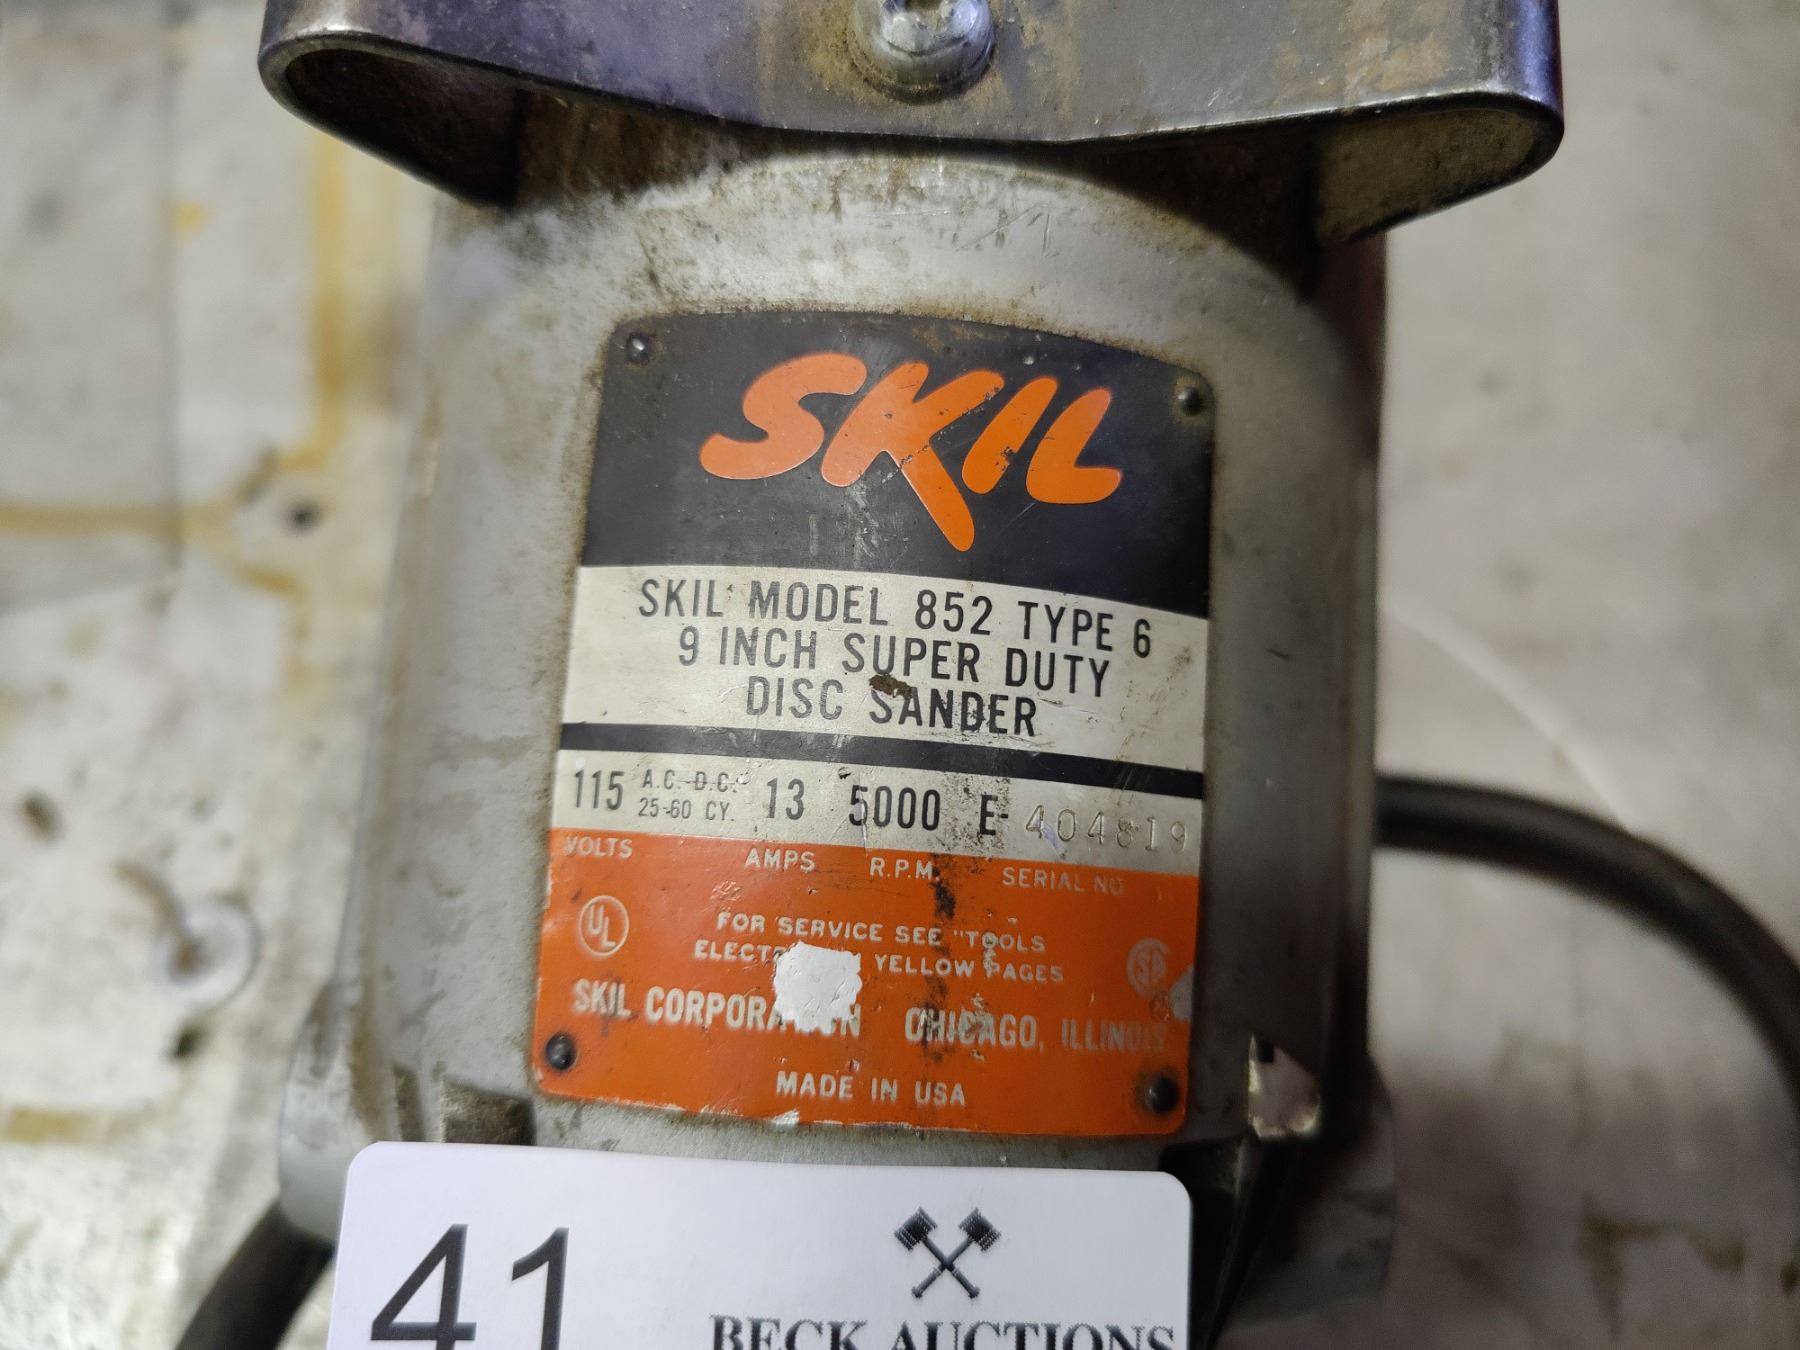 SKIL
SKIL MODEL 852 TYPE 6
9 INCH SUPER DUTY
DISC SANDER
115 A.C.-D.C. 13 5000 E-404819
25-60 CY.
VOLTS AMPS R.P.M. SERIAL NO
UL FOR SERVICE SEE "TOOLS
YELLOW PAGES
SKIL CHICAGO, ILLINOIS
MADE IN USA
41
BECK AUCTIONS